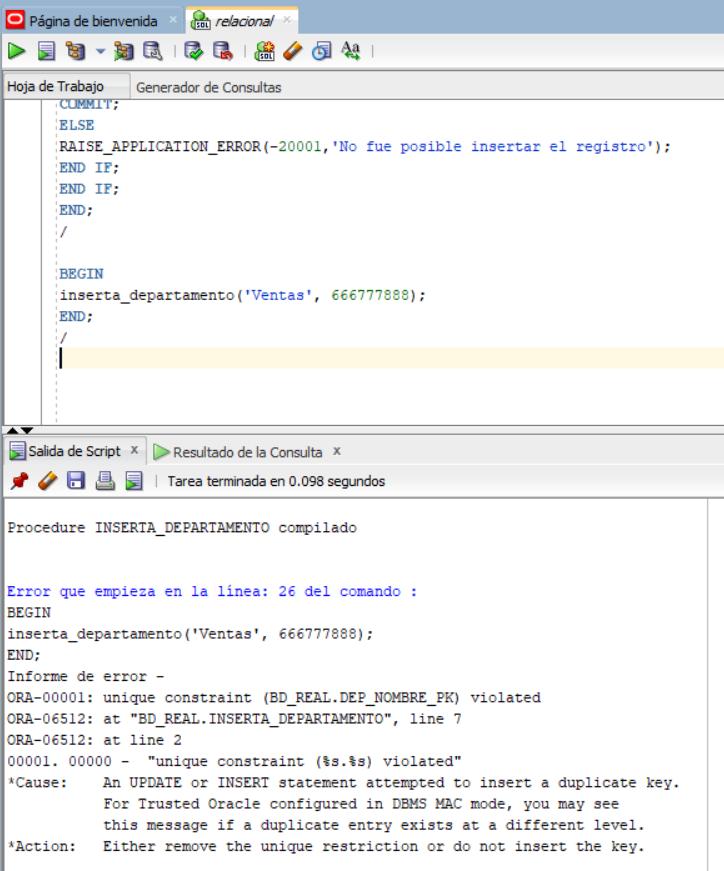 Página de bienvenida
relacional
Hoja de Trabajo
Generador de Consultas
COMMIT;
ELSE
RAISE_APPLICATION_ERROR(-20001,'No fue posible insertar el registro');
END IF;
END IF;
END;
/
BEGIN
inserta_departamento('Ventas', 666777888);
END;
/
Salida de Script x
Resultado de la Consulta x
Tarea terminada en 0.098 segundos
Procedure INSERTA_DEPARTAMENTO compilado
Error que empieza en la línea: 26 del comando :
BEGIN
inserta_departamento('Ventas', 666777888);
END;
Informe de error -
ORA-00001: unique constraint (BD_REAL.DEP_NOMBRE_PK) violated
ORA-06512: at "BD_REAL.INSERTA_DEPARTAMENTO", line 7
ORA-06512: at line 2
00001. 00000 -  "unique constraint (%s.%s) violated"
*Cause:    An UPDATE or INSERT statement attempted to insert a duplicate key.
For Trusted Oracle configured in DBMS MAC mode, you may see
this message if a duplicate entry exists at a different level.
*Action:   Either remove the unique restriction or do not insert the key.